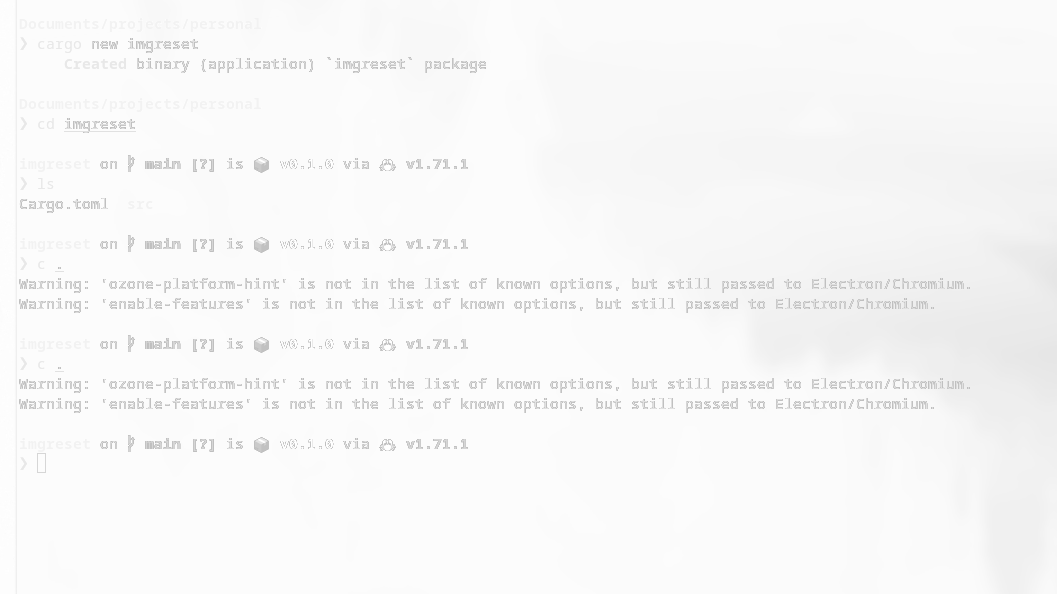 Documents/projects/personal
❯ cargo new imgreset
Created binary (application) `imgreset` package
Documents/projects/personal
❯ cd imgreset
imgreset on main [?] is 📦 v0.1.0 via v1.71.1
❯ ls
Cargo.toml src
imgreset on main [?] is 📦 v0.1.0 via v1.71.1
❯ c .
Warning: 'ozone-platform-hint' is not in the list of known options, but still passed to Electron/Chromium.
Warning: 'enable-features' is not in the list of known options, but still passed to Electron/Chromium.
imgreset on main [?] is 📦 v0.1.0 via v1.71.1
❯ c .
Warning: 'ozone-platform-hint' is not in the list of known options, but still passed to Electron/Chromium.
Warning: 'enable-features' is not in the list of known options, but still passed to Electron/Chromium.
imgreset on main [?] is 📦 v0.1.0 via v1.71.1
❯